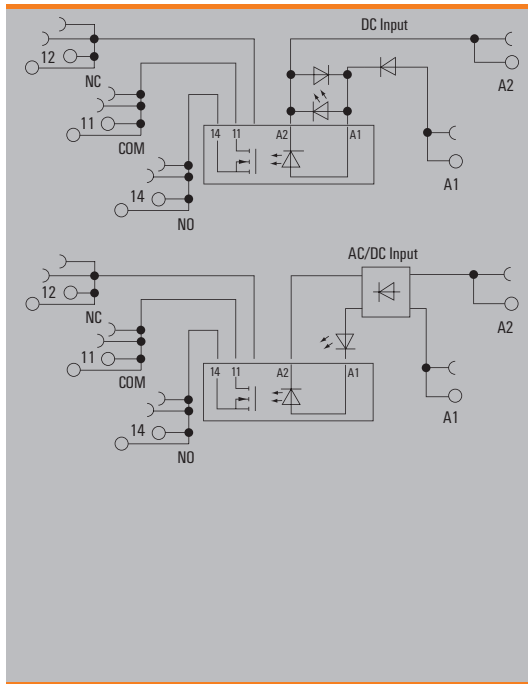 DC Input
12
NC
A2
11
COM
14 11 A2 A1
A1
14
NO
AC/DC Input
12
NC
A2
11
COM
14 11 A2 A1
A1
14
NO